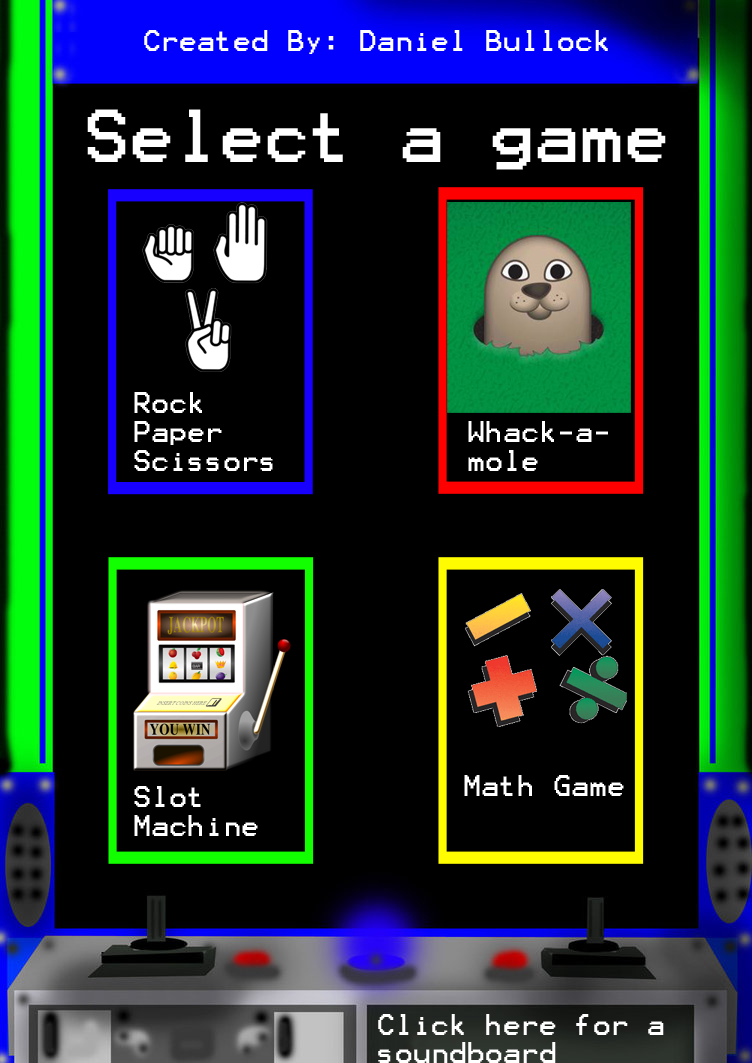 Created By: Daniel Bullock
Select a game
Rock
Paper
Scissors
Whack-a-
mole
JACKPOT
YOU WIN
Slot
Machine
Math Game
Click here for a
soundboard